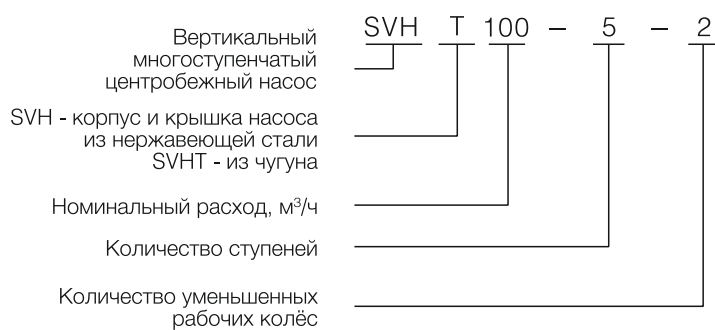 SVH T 100 – 5 – 2
Вертикальный
многоступенчатый
центробежный насос
SVH - корпус и крышка насоса
из нержавеющей стали
SVHT - из чугуна
Номинальный расход, м³/ч
Количество ступеней
Количество уменьшенных
рабочих колёс